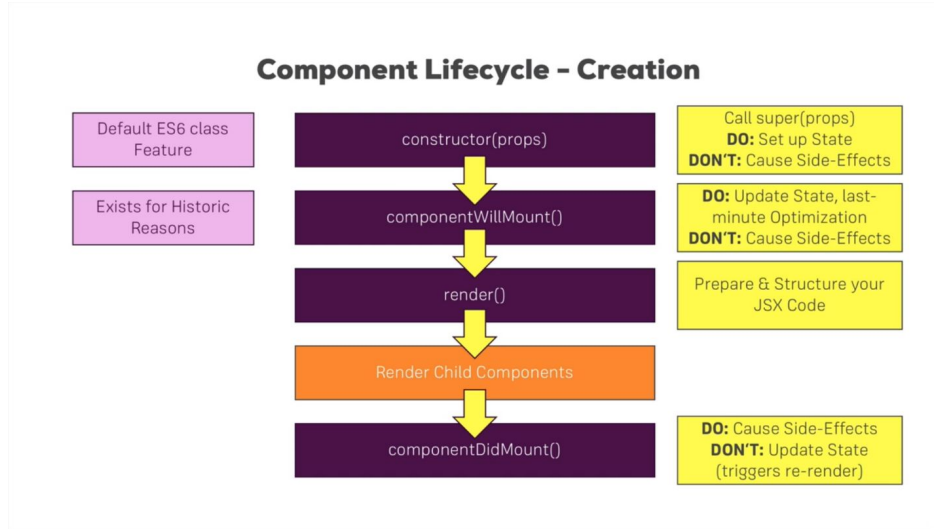 Component Lifecycle - Creation
Default ES6 class
Feature
constructor(props)
Call super(props)
DO: Set up State
DON'T: Cause Side-Effects
Exists for Historic
Reasons
componentWillMount()
DO: Update State, last-
minute Optimization
DON'T: Cause Side-Effects
render()
Prepare & Structure your
JSX Code
Render Child Components
componentDidMount()
DO: Cause Side-Effects
DON'T: Update State
(triggers re-render)